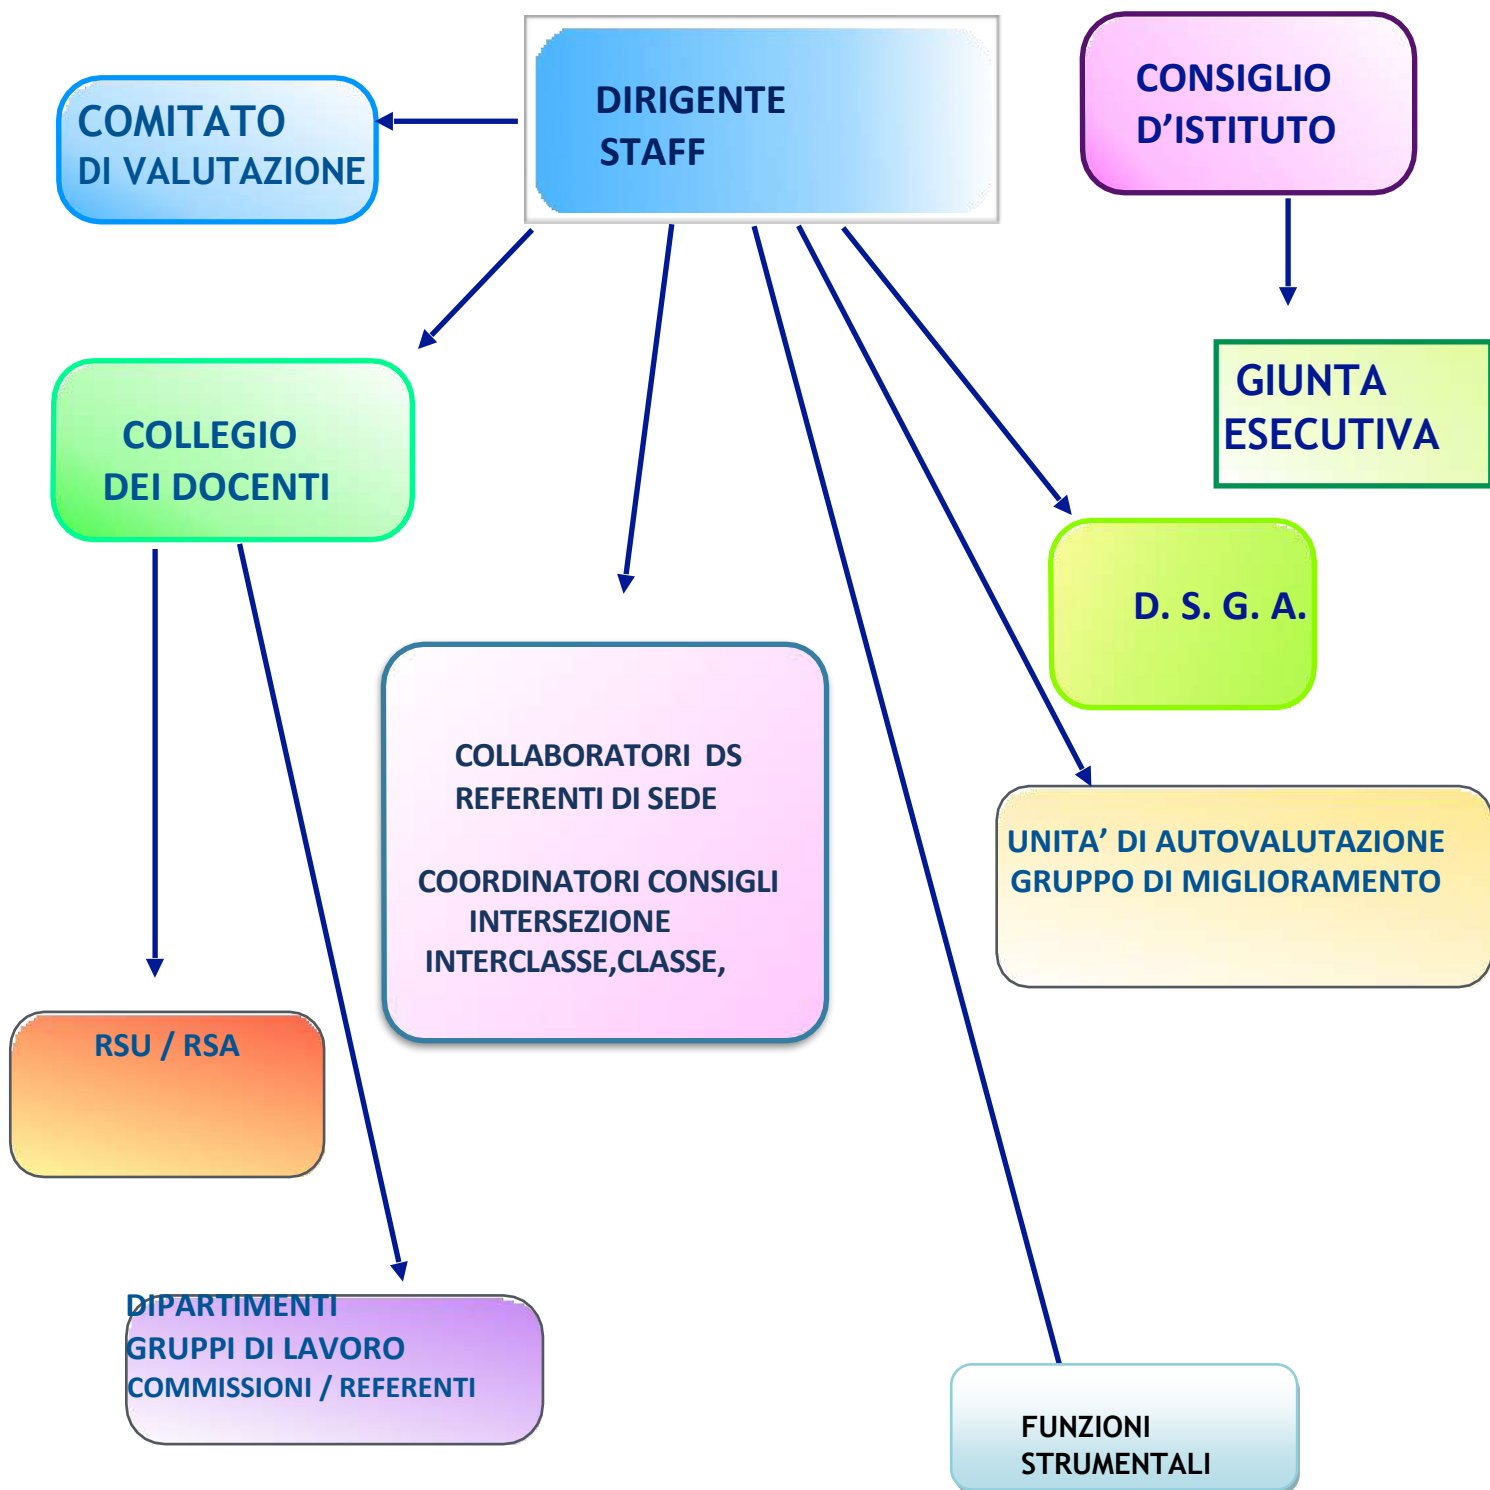 DIRIGENTE
STAFF
CONSIGLIO
D’ISTITUTO
COMITATO
DI VALUTAZIONE
GIUNTA
ESECUTIVA
COLLEGIO
DEI DOCENTI
D. S. G. A.
COLLABORATORI DS
REFERENTI DI SEDE
COORDINATORI CONSIGLI
INTERSEZIONE
INTERCLASSE,CLASSE,
UNITA’ DI AUTOVALUTAZIONE
GRUPPO DI MIGLIORAMENTO
RSU / RSA
DIPARTIMENTI
GRUPPI DI LAVORO
COMMISSIONI / REFERENTI
FUNZIONI
STRUMENTALI